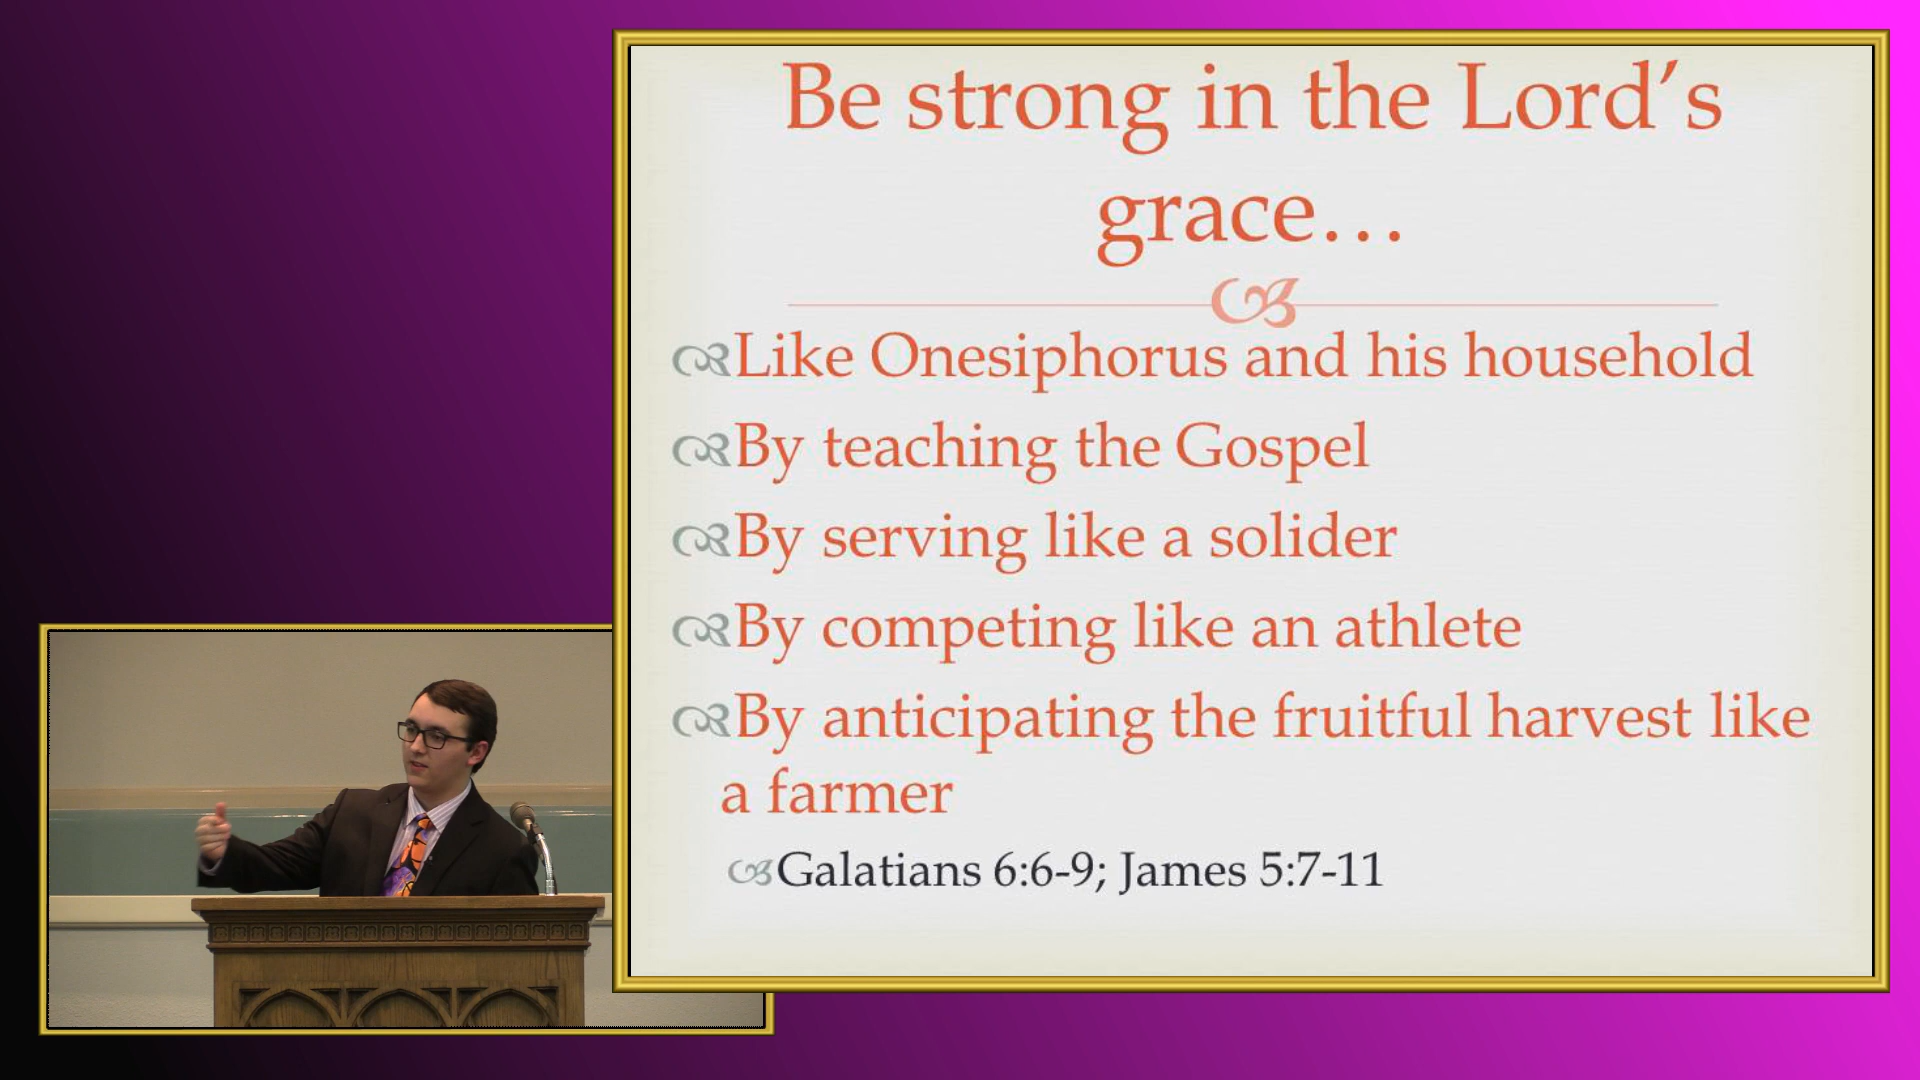 Be strong in the Lord’s
grace…
Like Onesiphorus and his household
By teaching the Gospel
By serving like a solider
By competing like an athlete
By anticipating the fruitful harvest like
a farmer
Galatians 6:6-9; James 5:7-11